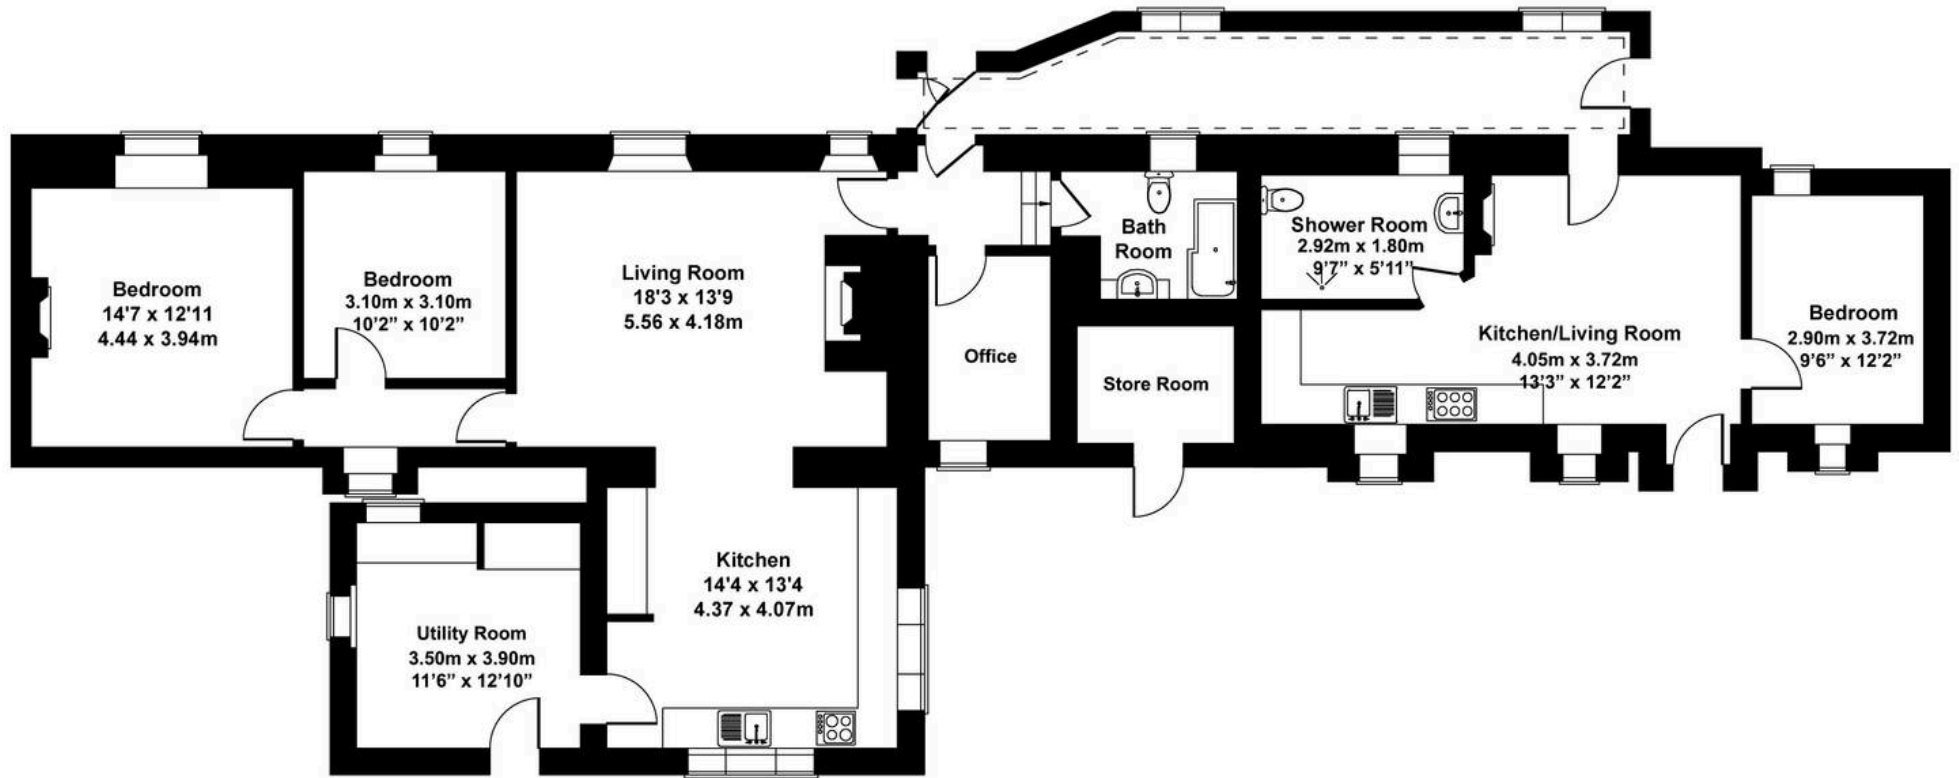 Bedroom
14'7 x 12'11
4.44 x 3.94m
Bedroom
3.10m x 3.10m
10’2” x 10’2”
Living Room
18'3 x 13'9
5.56 x 4.18m
Office
Bath
Room
Store Room
Shower Room
2.92m x 1.80m
9’7” x 5’11”
Kitchen/Living Room
4.05m x 3.72m
13’3” x 12’2”
Bedroom
2.90m x 3.72m
9’6” x 12’2”
Kitchen
14'4 x 13'4
4.37 x 4.07m
Utility Room
3.50m x 3.90m
11’6” x 12’10”